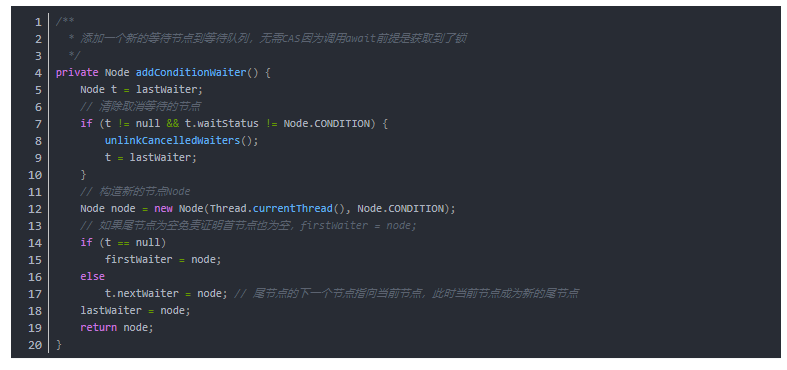 1 /**
2 * 添加一个新的等待节点到等待队列，无需CAS因为调用await前提是获取到了锁
3 */
4 private Node addConditionWaiter() {
5 Node t = lastWaiter;
6 // 清除取消等待的节点
7 if (t != null && t.waitStatus != Node.CONDITION) {
8 unlinkCancelledWaiters();
9 t = lastWaiter;
10 }
11 // 构造新的节点Node
12 Node node = new Node(Thread.currentThread(), Node.CONDITION);
13 // 如果尾节点为空兔责证明首节点也为空，firstWaiter = node;
14 if (t == null)
15 firstWaiter = node;
16 else
17 t.nextWaiter = node; // 尾节点的下一个节点指向当前节点，此时当前节点成为新的尾节点
18 lastWaiter = node;
19 return node;
20 }